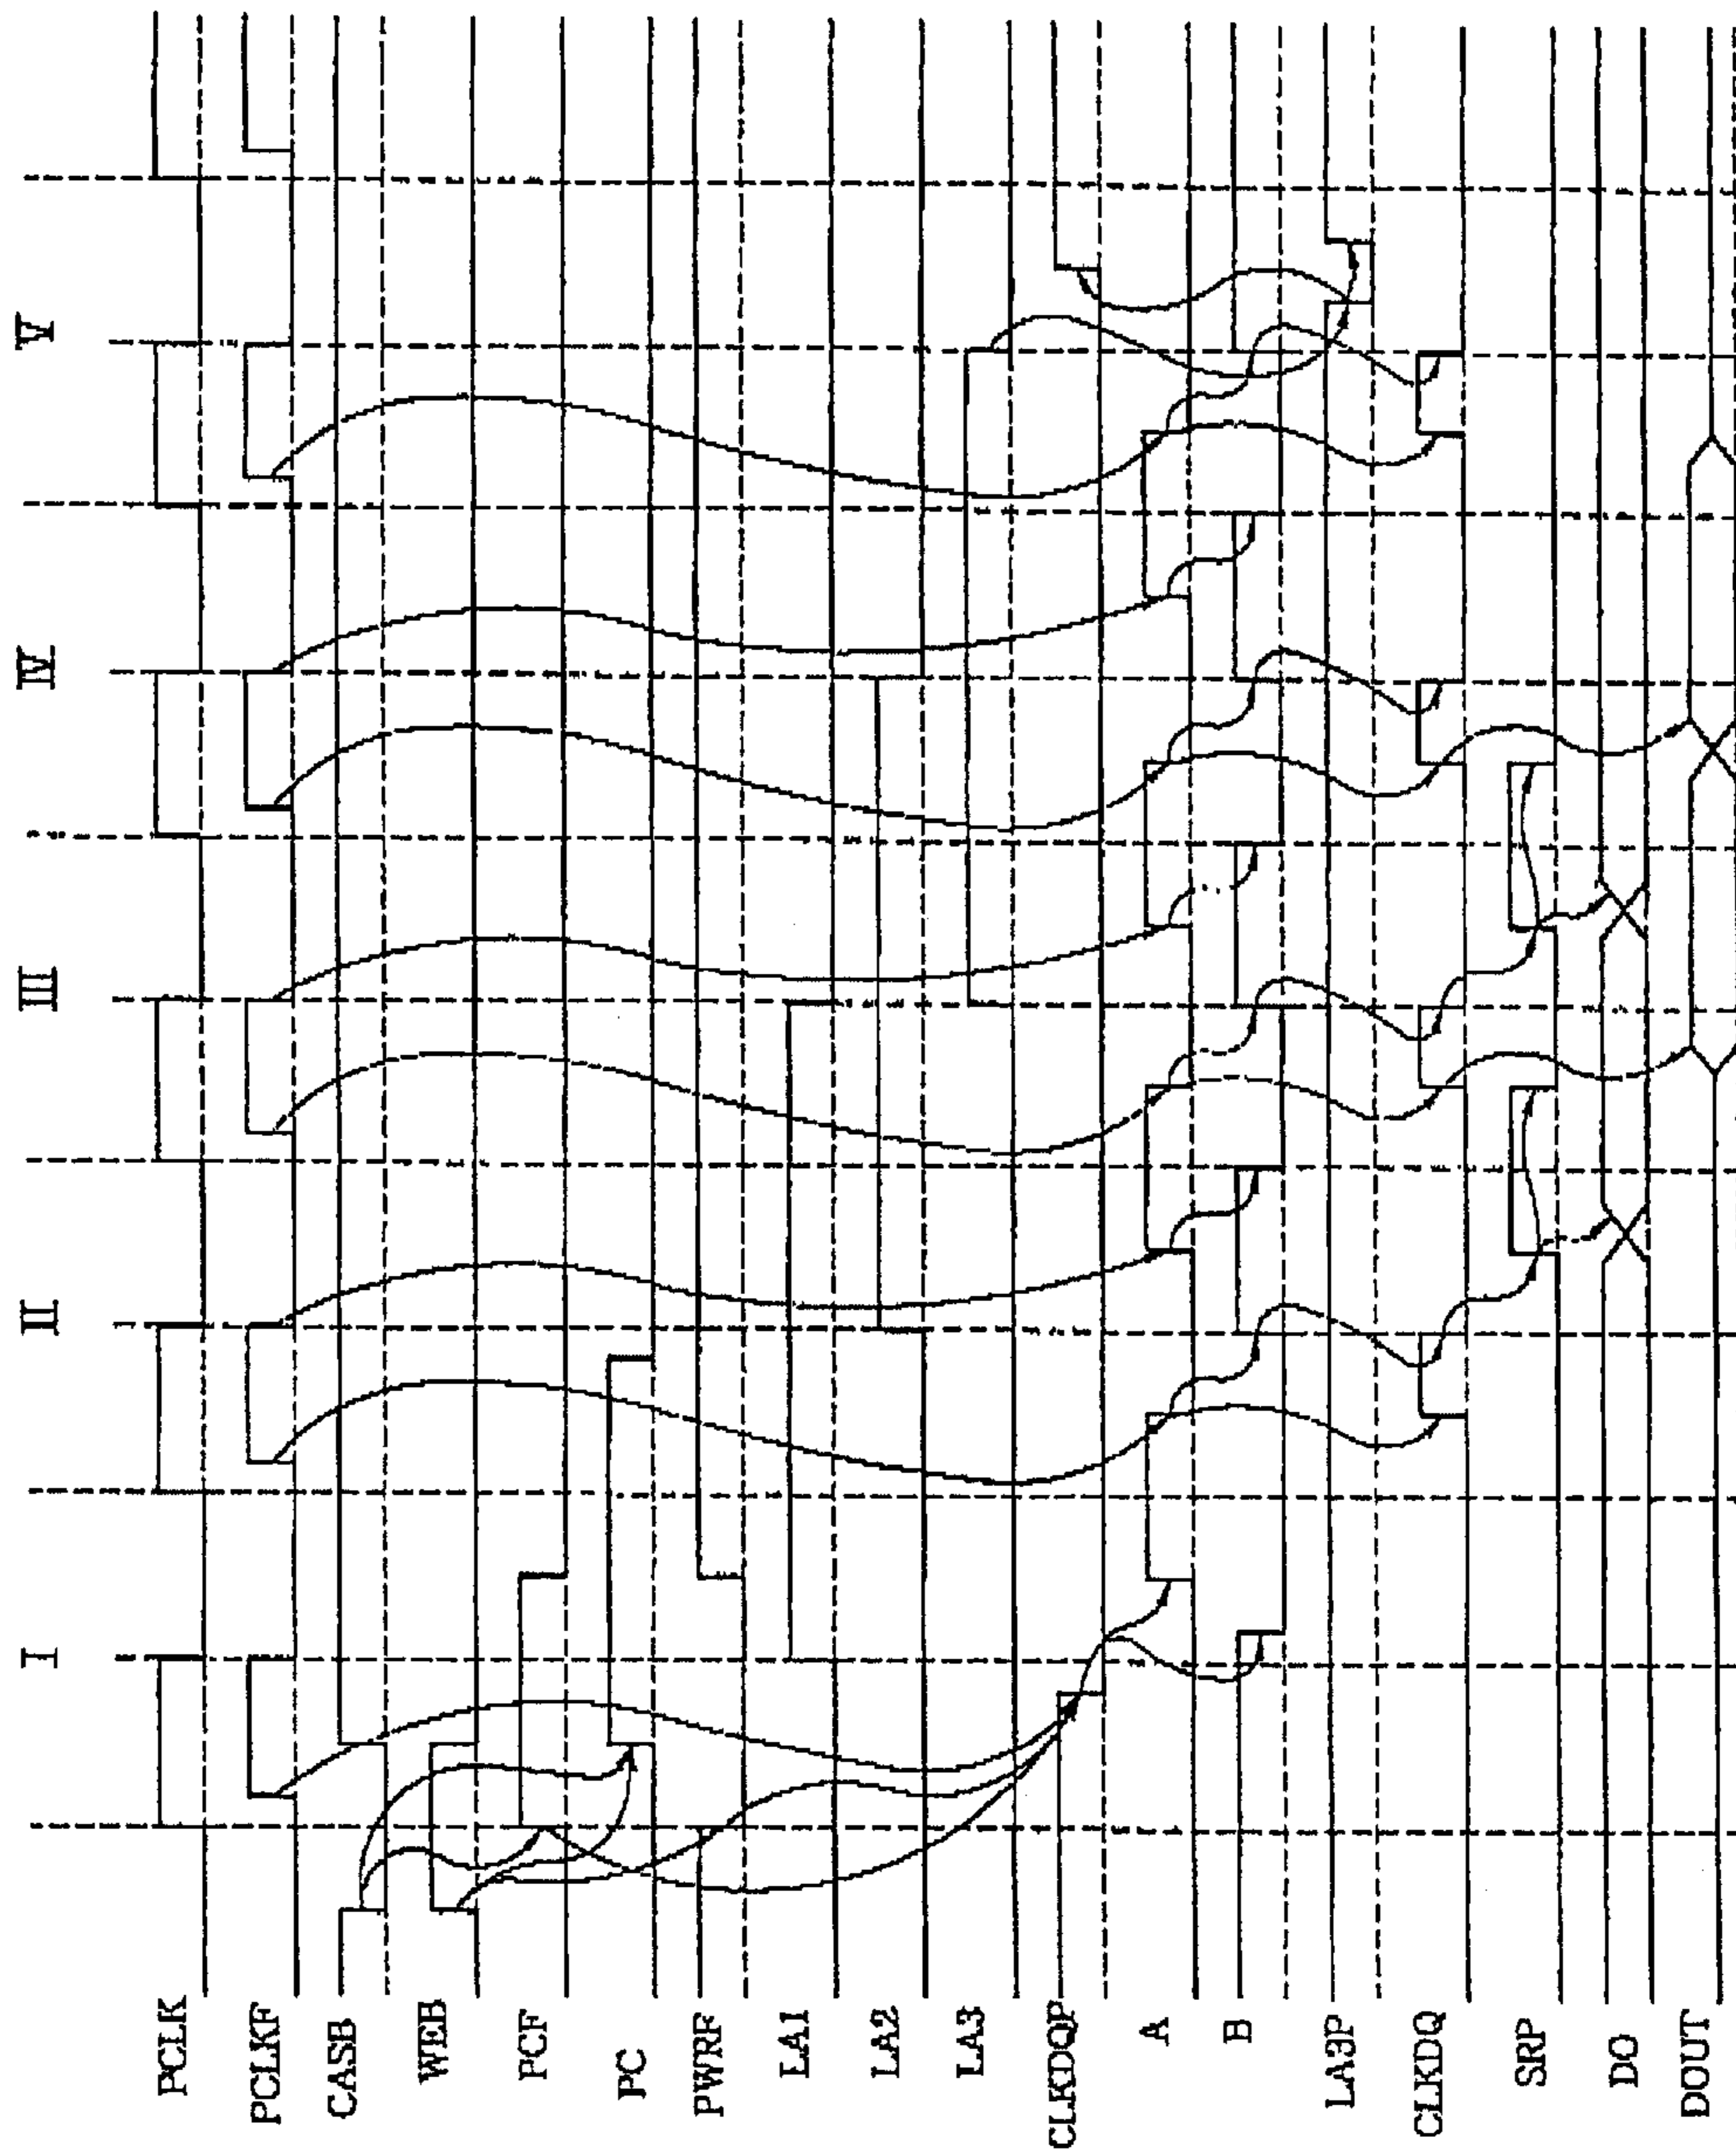 I
II
III
IV
V
PCLK
PCLKF
CASB
WEB
PCF
PC
PWRF
LA1
LA2
LA3
CLKDQP
A
B
LA3P
CLKDQ
SRP
DO
DOUT